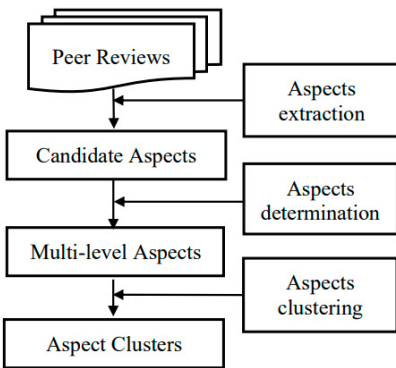 Peer Reviews
Aspects
extraction
Candidate Aspects
Aspects
determination
Multi-level Aspects
Aspects
clustering
Aspect Clusters